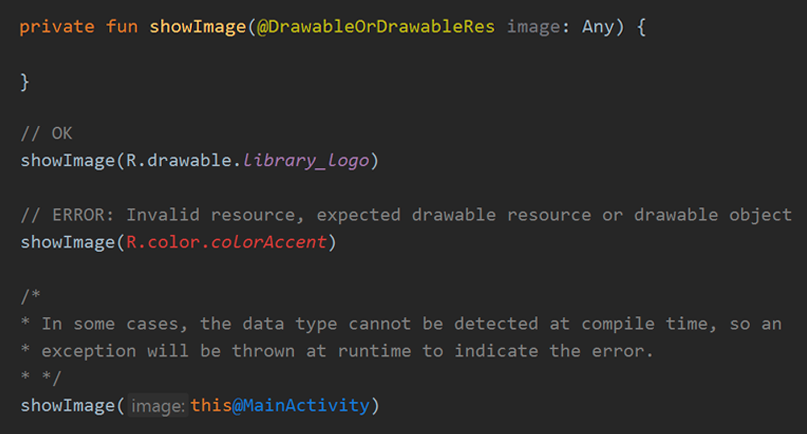 private fun showImage(@DrawableOrDrawableRes image: Any) {
}
// OK
showImage(R.drawable.library_logo)
// ERROR: Invalid resource, expected drawable resource or drawable object
showImage(R.color.colorAccent)
/*
* In some cases, the data type cannot be detected at compile time, so an
* exception will be thrown at runtime to indicate the error.
* */
showImage( image: this@MainActivity)